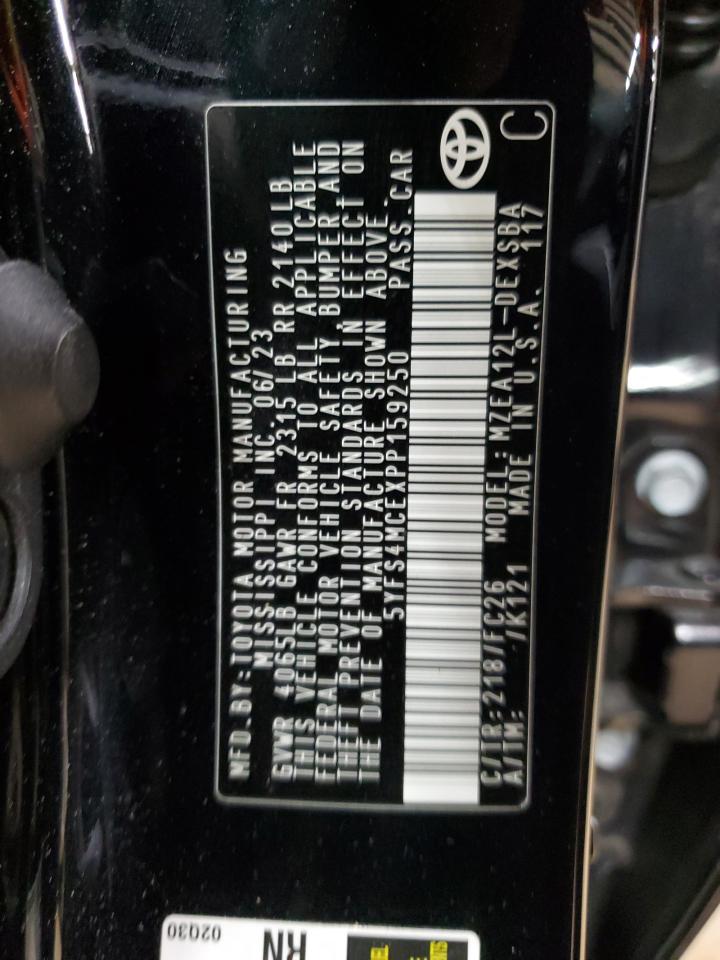 MFD.BY:TOYOTA MOTOR MANUFACTURING
MISSISSIPPI INC.06/23
GVWR 4065LB GAWR FR 2315 LB RR 2140LB
THIS VEHICLE CONFORMS TO ALL APPLICABLE
FEDERAL MOTOR VEHICLE SAFETY, BUMPER AND
THEFT PREVENTION STANDARDS IN EFFECT ON
THE DATE OF MANUFACTURE SHOWN ABOVE.
5YFS4MCEXPP159250 PASS.CAR
C/TR:218/FC26 MODEL:MZEA12L-DEXSBA
A/TM: /K121 MADE IN U.S.A. 117
C
02Q30
RN